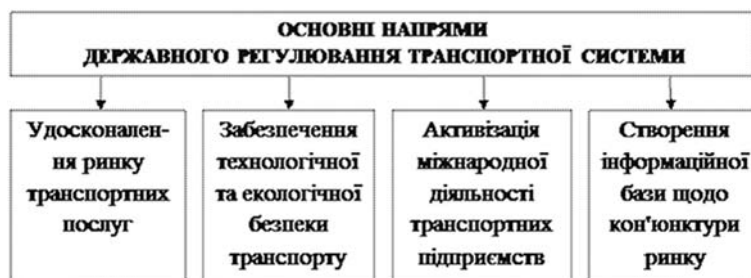 ОСНОВНІ НАПРЯМИ
ДЕРЖАВНОГО РЕГУЛЮВАННЯ ТРАНСПОРТНОЇ СИСТЕМИ
Удосконален-
ня ринку
транспортних
послуг
Забезпечення
технологічної
та екологічної
безпеки
транспорту
Активізація
міжнародної
діяльності
транспортних
підприємств
Створення
інформаційної
бази щодо
кон'юнктури
ринку